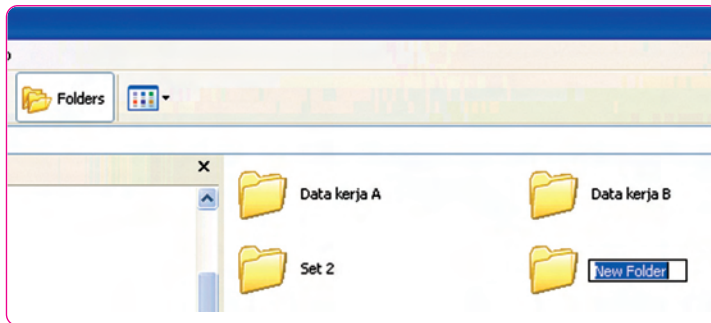 Folders
Data kerja A
Data kerja B
Set 2
New Folder